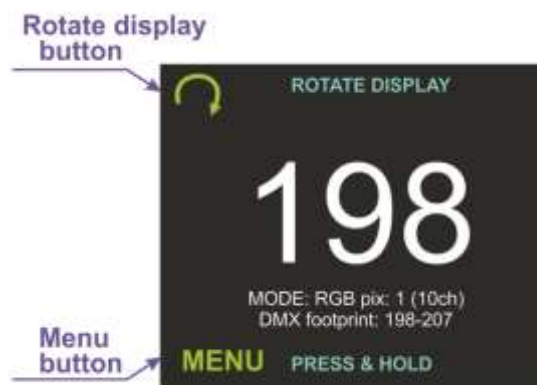 Rotate display
button
ROTATE DISPLAY
198
MODE: RGB pix: 1 (10ch)
DMX footprint: 198-207
Menu
button
MENU PRESS & HOLD